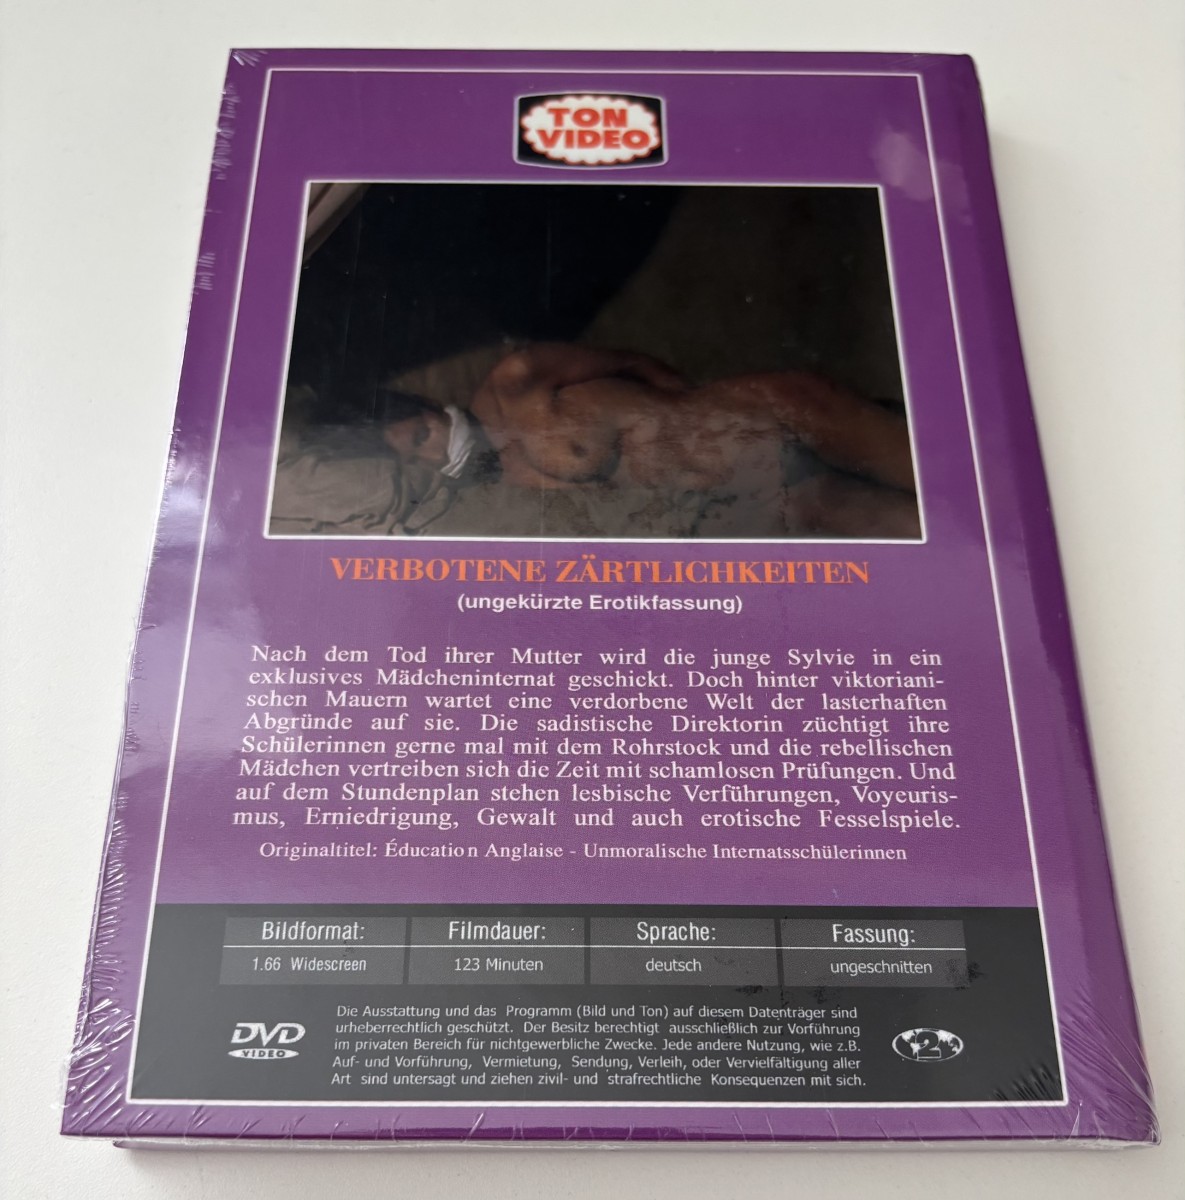 TON
VIDEO
VERBOTENE ZÄRTLICHKEITEN
(ungekürzte Erotikfassung)
Nach dem Tod ihrer Mutter wird die junge Sylvie in ein
exklusives Mädcheninternat geschickt. Doch hinter viktoriani-
schen Mauern wartet eine verdorbene Welt der lasterhaften
Abgründe auf sie. Die sadistische Direktorin züchtigt ihre
Schülerinnen gerne mal mit dem Rohrstock und die rebellischen
Mädchen vertreiben sich die Zeit mit schamlosen Prüfungen. Und
auf dem Stundenplan stehen lesbische Verführungen, Voyeuris-
mus, Erniedrigung, Gewalt und auch erotische Fesselspiele.
Originaltitel: Éducation Anglaise - Unmoralische Internatsschülerinnen
Bildformat: Filmdauer: Sprache: Fassung:
1.66 Widescreen 123 Minuten deutsch ungeschnitten
Die Ausstattung und das Programm (Bild und Ton) auf diesem Datenträger sind
urheberrechtlich geschützt. Der Besitz berechtigt ausschließlich zur Vorführung
im privaten Bereich für nichtgewerbliche Zwecke. Jede andere Nutzung, wie z.B.
Auf- und Vorführung, Vermietung, Sendung, Verleih, oder Vervielfältigung aller
Art sind untersagt und ziehen zivil- und strafrechtliche Konsequenzen mit sich.
DVD
VIDEO
2